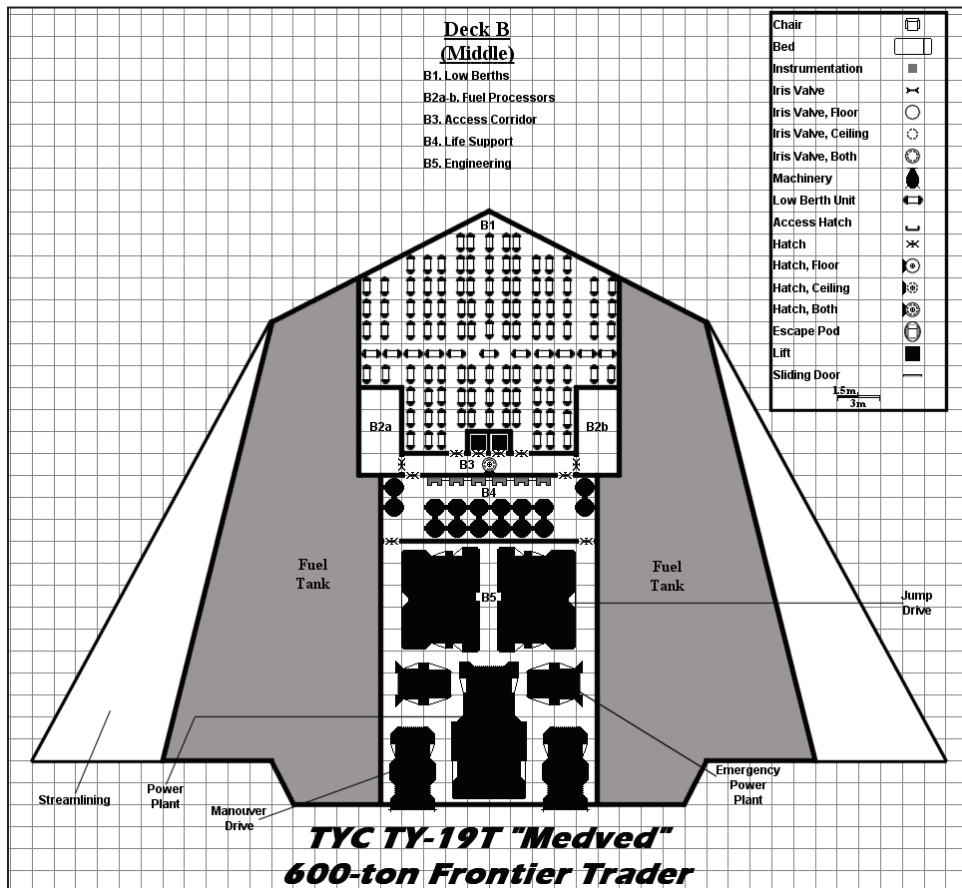 Deck B
(Middle)
B1. Low Berths
B2a-b. Fuel Processors
B3. Access Corridor
B4. Life Support
B5. Engineering
Chair
Bed
Instrumentation
Iris Valve
Iris Valve, Floor
Iris Valve, Ceiling
Iris Valve, Both
Machinery
Low Berth Unit
Access Hatch
Hatch
Hatch, Floor
Hatch, Ceiling
Hatch, Both
Escape Pod
Lift
Sliding Door
1.5m
3m
B1
B2a
B2b
B3
B4
Fuel
Tank
Fuel
Tank
B5
Jump
Drive
Streamlining
Power
Plant
Manouver
Drive
Emergency
Power
Plant
TYC TY-19T "Medved"
600-ton Frontier Trader